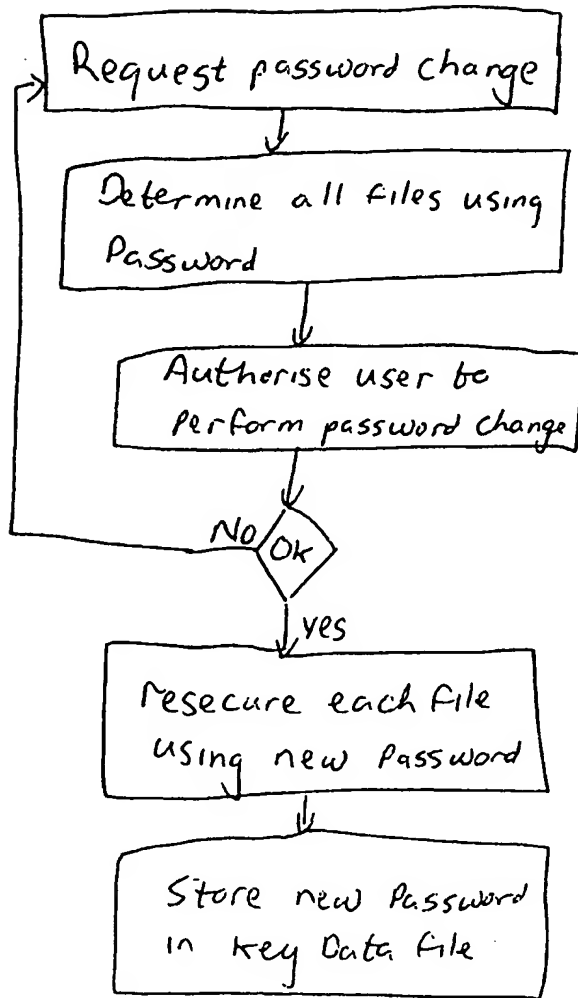 Request password change
Determine all files using
Password
Authorise user to
Perform password change
No
OK
yes
resecure each file
using new Password
Store new Password
in Key Data file